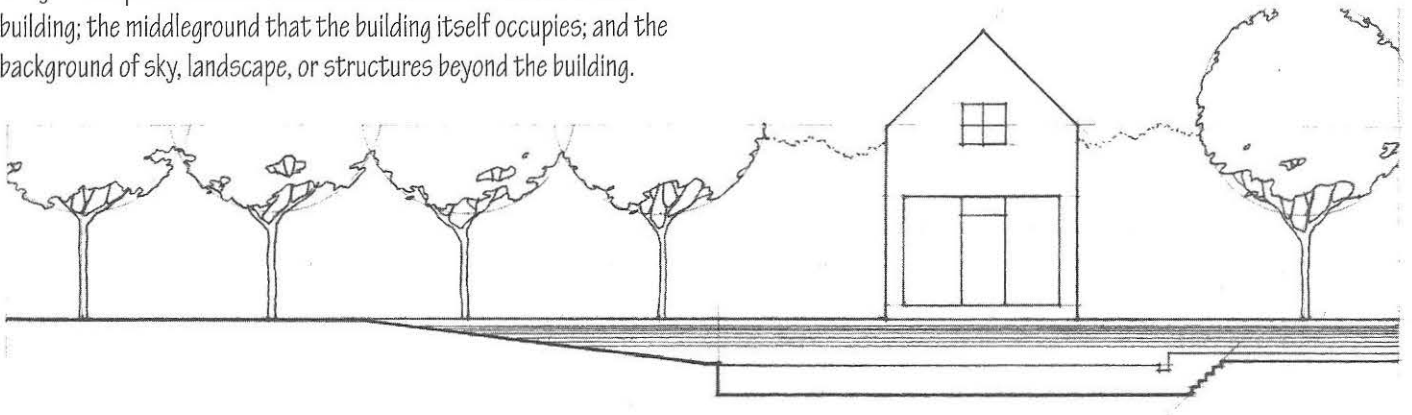 building; the middleground that the building itself occupies; and the
background of sky, landscape, or structures beyond the building.